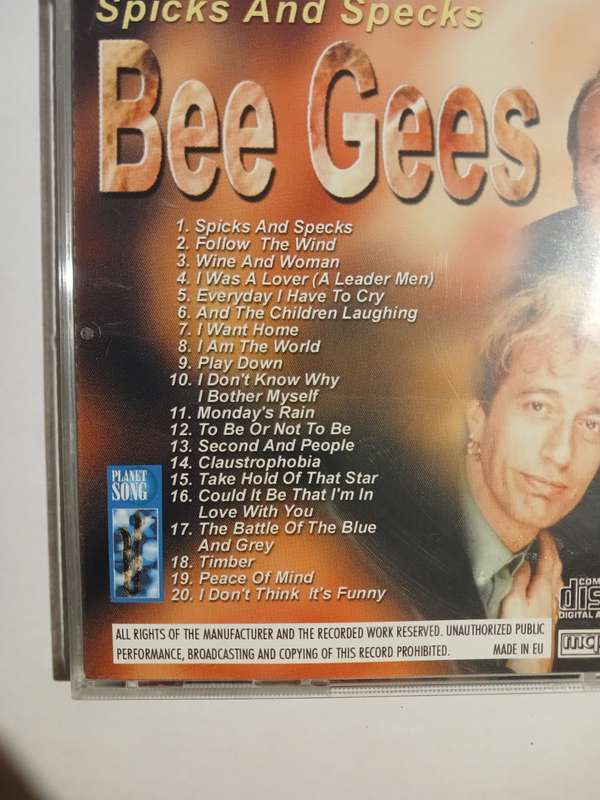 Spicks And Specks
Bee Gees
1. Spicks And Specks
2. Follow The Wind
3. Wine And Woman
4. I Was A Lover (A Leader Men)
5. Everyday I Have To Cry
6. And The Children Laughing
7. I Want Home
8. I Am The World
9. Play Down
10. I Don't Know Why
I Bother Myself
11. Monday's Rain
12. To Be Or Not To Be
13. Second And People
14. Claustrophobia
15. Take Hold Of That Star
16. Could It Be That I'm In
Love With You
17. The Battle Of The Blue
And Grey
18. Timber
19. Peace Of Mind
20. I Don't Think It's Funny
PLANET
SONG
COM
dis
DIGITAL A
ALL RIGHTS OF THE MANUFACTURER AND THE RECORDED WORK RESERVED. UNAUTHORIZED PUBLIC
PERFORMANCE, BROADCASTING AND COPYING OF THIS RECORD PROHIBITED. MADE IN EU
mcp